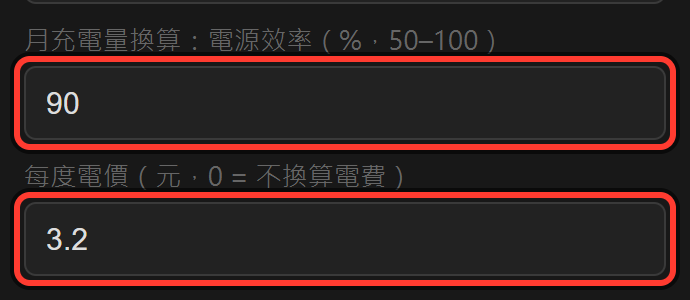 月充電量換算：電源效率（%，50–100）
90
每度電價（元，0 = 不換算電費）
3.2